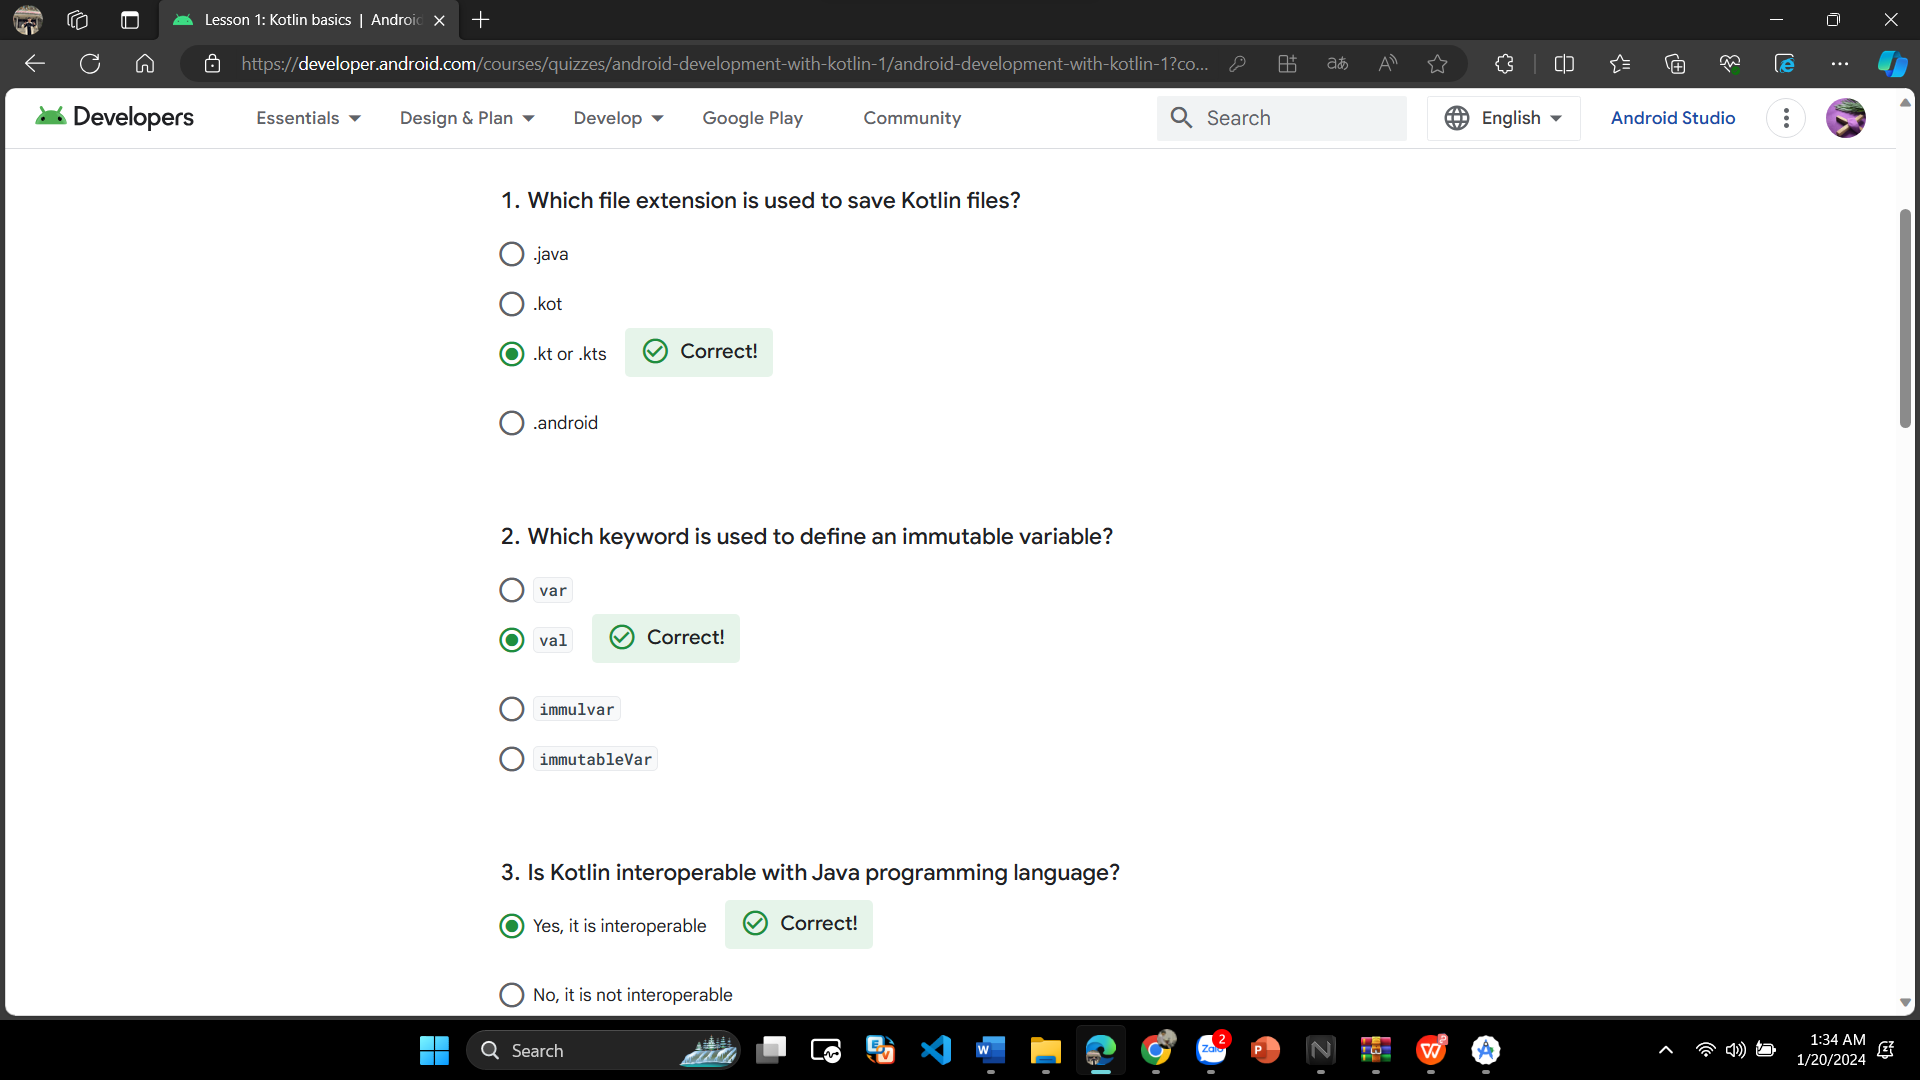 Lesson 1: Kotlin basics | Androi
https://developer.android.com/courses/quizzes/android-development-with-kotlin-1/android-development-with-kotlin-1?co...
Developers
Essentials
Design & Plan
Develop
Google Play
Community
Search
English
Android Studio
1. Which file extension is used to save Kotlin files?
.java
.kot
.kt or .kts
Correct!
.android
2. Which keyword is used to define an immutable variable?
var
val
Correct!
immulvar
immutableVar
3. Is Kotlin interoperable with Java programming language?
Yes, it is interoperable
Correct!
No, it is not interoperable
Search
Zalo
2
1:34 AM
1/20/2024